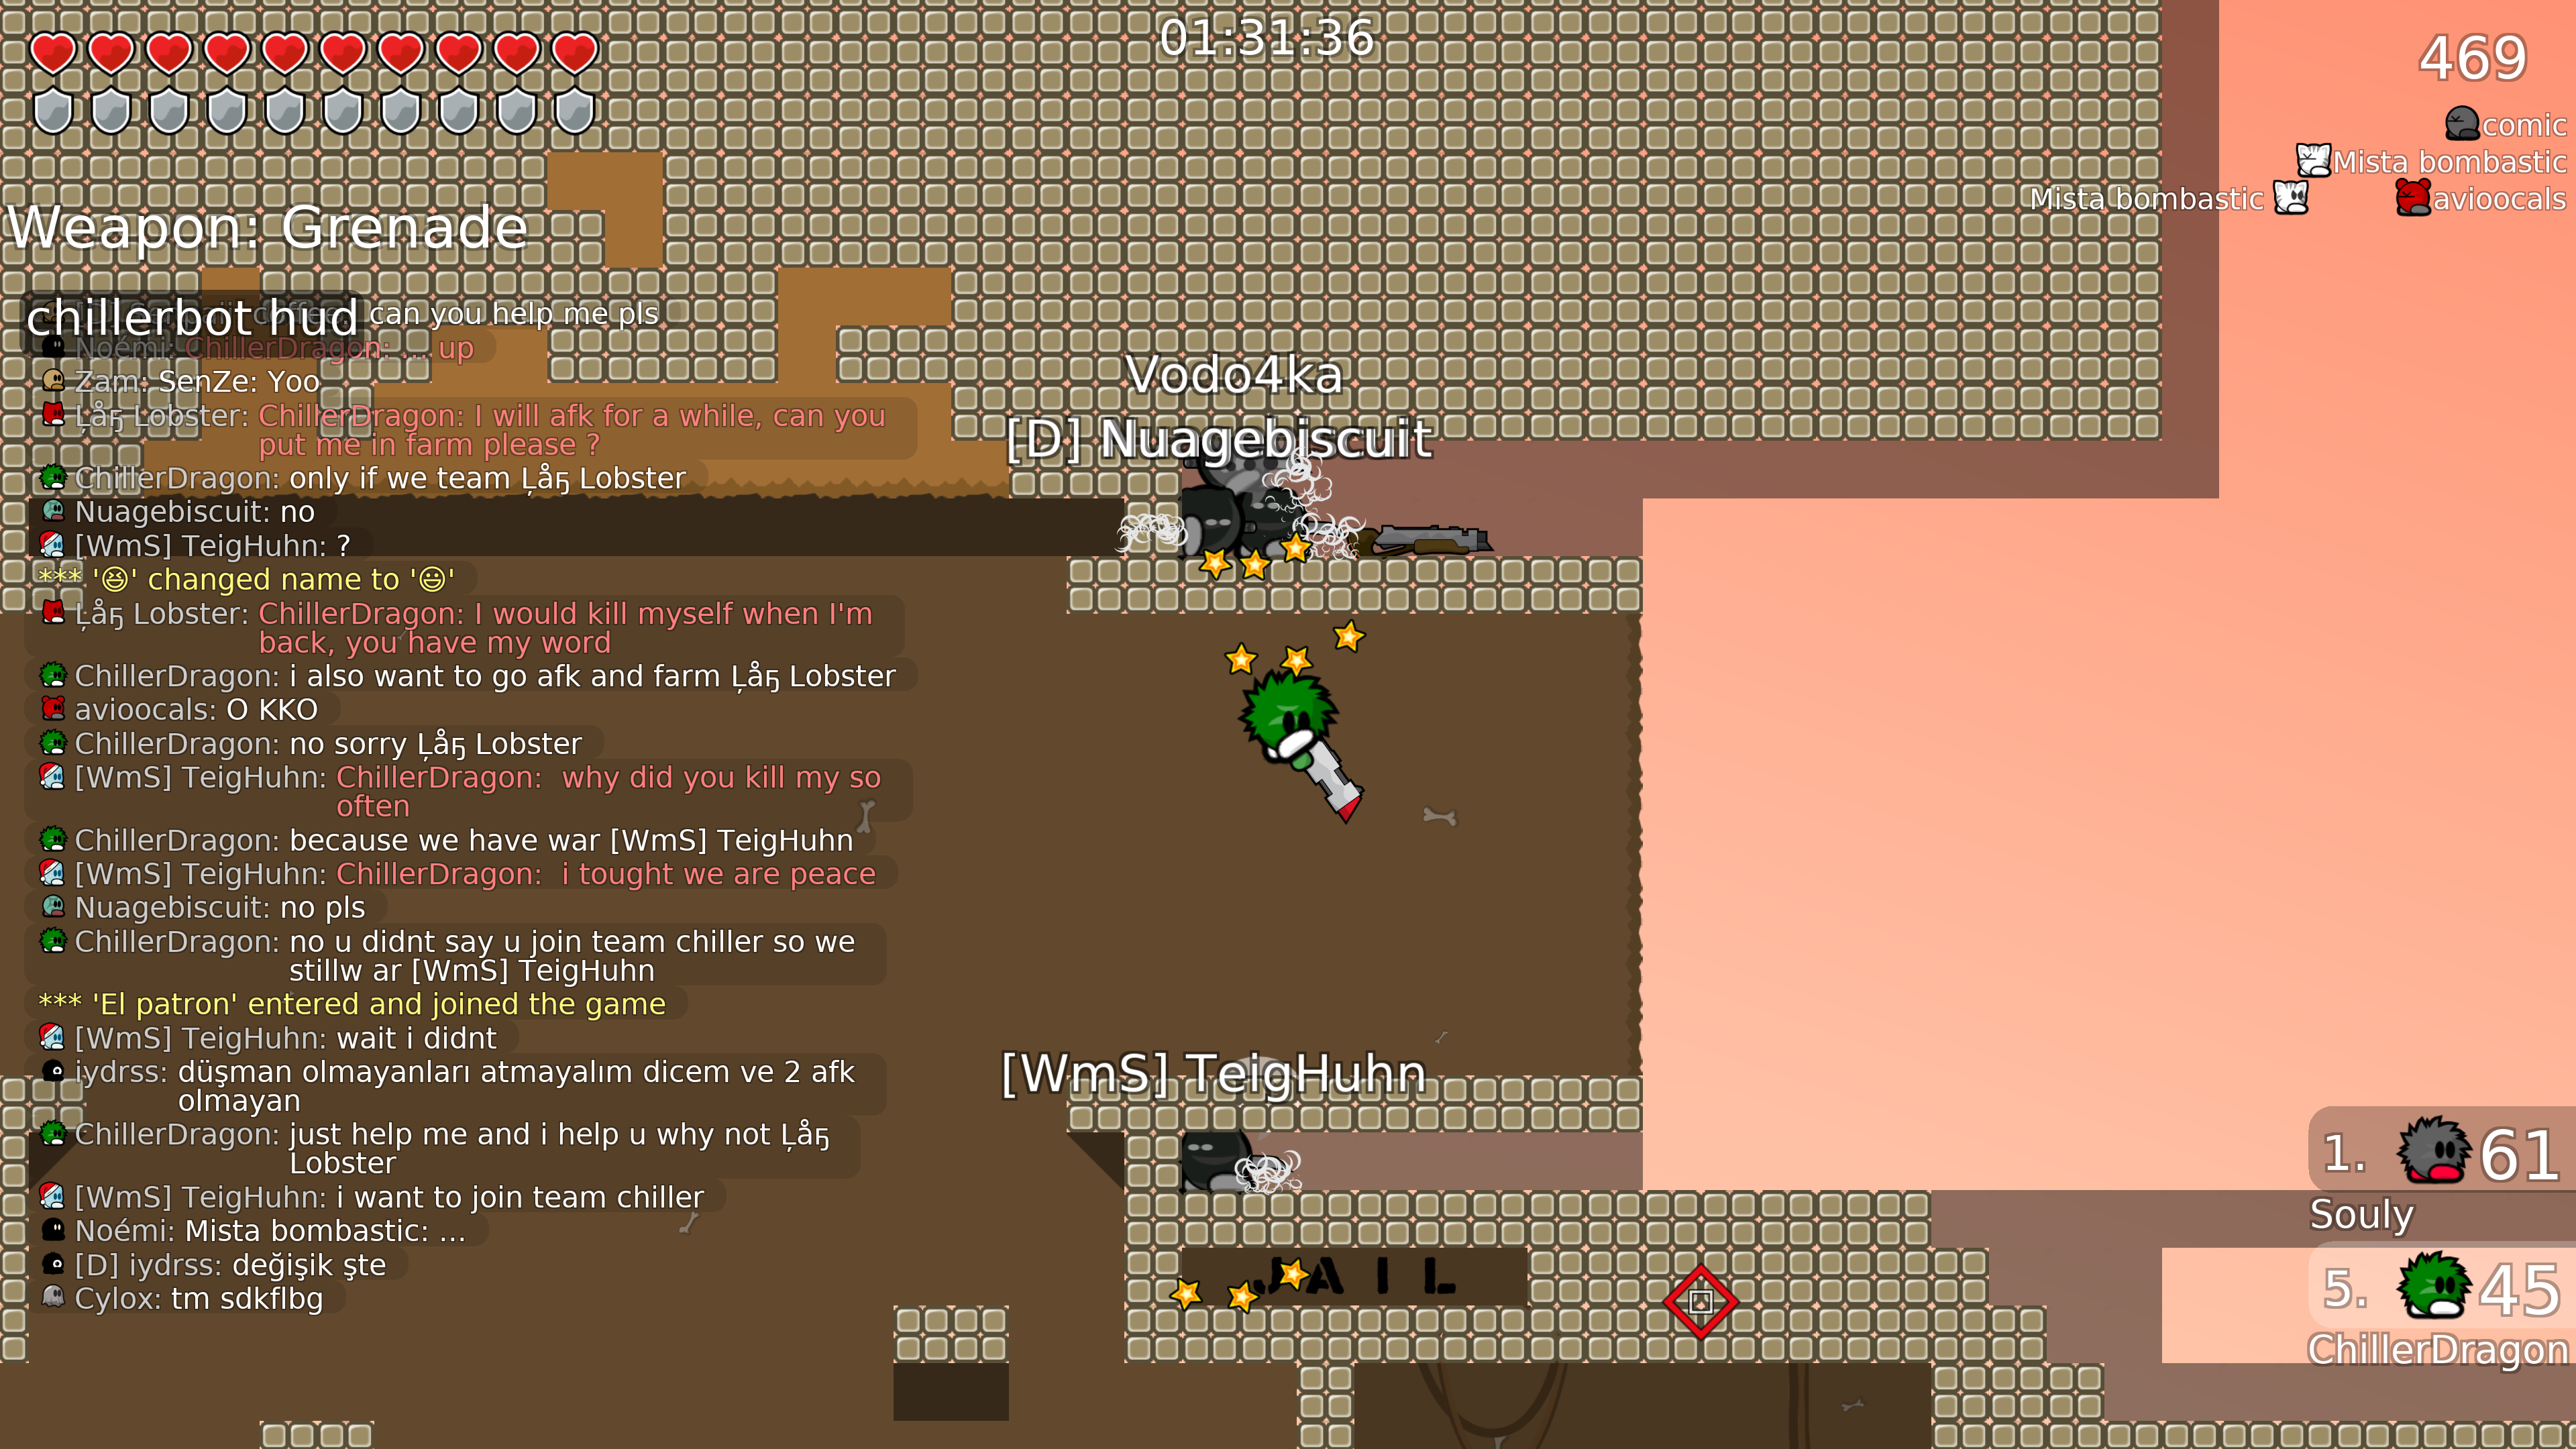 01:31:36
469
comic
Mista bombastic
Mista bombastic avioocals
Weapon: Grenade
chillerbot hud can you help me pls
Noémi: ChillerDragon: ... up
Zam: SenZe: Yoo
Ļåҕ Lobster: ChillerDragon: I will afk for a while, can you
put me in farm please ?
ChillerDragon: only if we team Ļåҕ Lobster
Nuagebiscuit: no
[WmS] TeigHuhn: ?
*** '😆' changed name to '😃'
Ļåҕ Lobster: ChillerDragon: I would kill myself when I'm
back, you have my word
ChillerDragon: i also want to go afk and farm Ļåҕ Lobster
avioocals: O KKO
ChillerDragon: no sorry Ļåҕ Lobster
[WmS] TeigHuhn: ChillerDragon:  why did you kill my so
often
ChillerDragon: because we have war [WmS] TeigHuhn
[WmS] TeigHuhn: ChillerDragon:  i tought we are peace
Nuagebiscuit: no pls
ChillerDragon: no u didnt say u join team chiller so we
stillw ar [WmS] TeigHuhn
*** 'El patron' entered and joined the game
[WmS] TeigHuhn: wait i didnt
iydrss: düşman olmayanları atmayalım dicem ve 2 afk
olmayan
ChillerDragon: just help me and i help u why not Ļåҕ
Lobster
[WmS] TeigHuhn: i want to join team chiller
Noémi: Mista bombastic: ...
[D] iydrss: değişik şte
Cylox: tm sdkflbg
Vodo4ka
[D] Nuagebiscuit
[WmS] TeigHuhn
JAIL
1. 61
Souly
5. 45
ChillerDragon